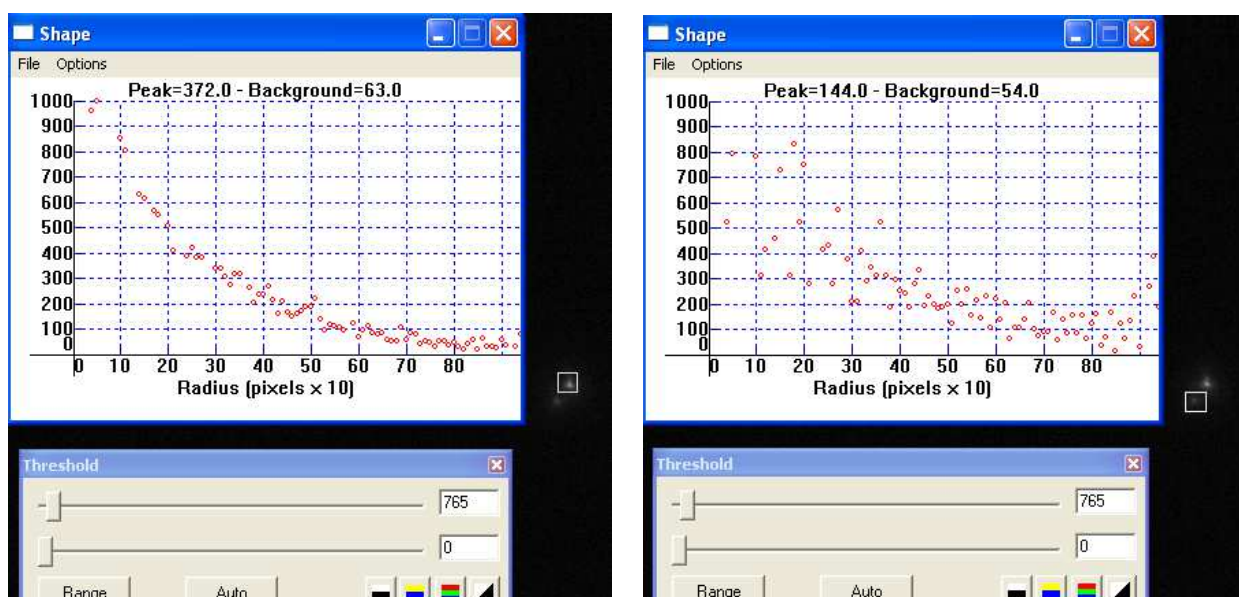 Shape
File Options
Peak=372.0 - Background=63.0
1000
900
800
700
600
500
400
300
200
100
0
0 10 20 30 40 50 60 70 80
Radius (pixels x 10)
Threshold
765
0
Range Auto
Shape
File Options
Peak=144.0 - Background=54.0
1000
900
800
700
600
500
400
300
200
100
0
0 10 20 30 40 50 60 70 80
Radius (pixels x 10)
Threshold
765
0
Range Auto